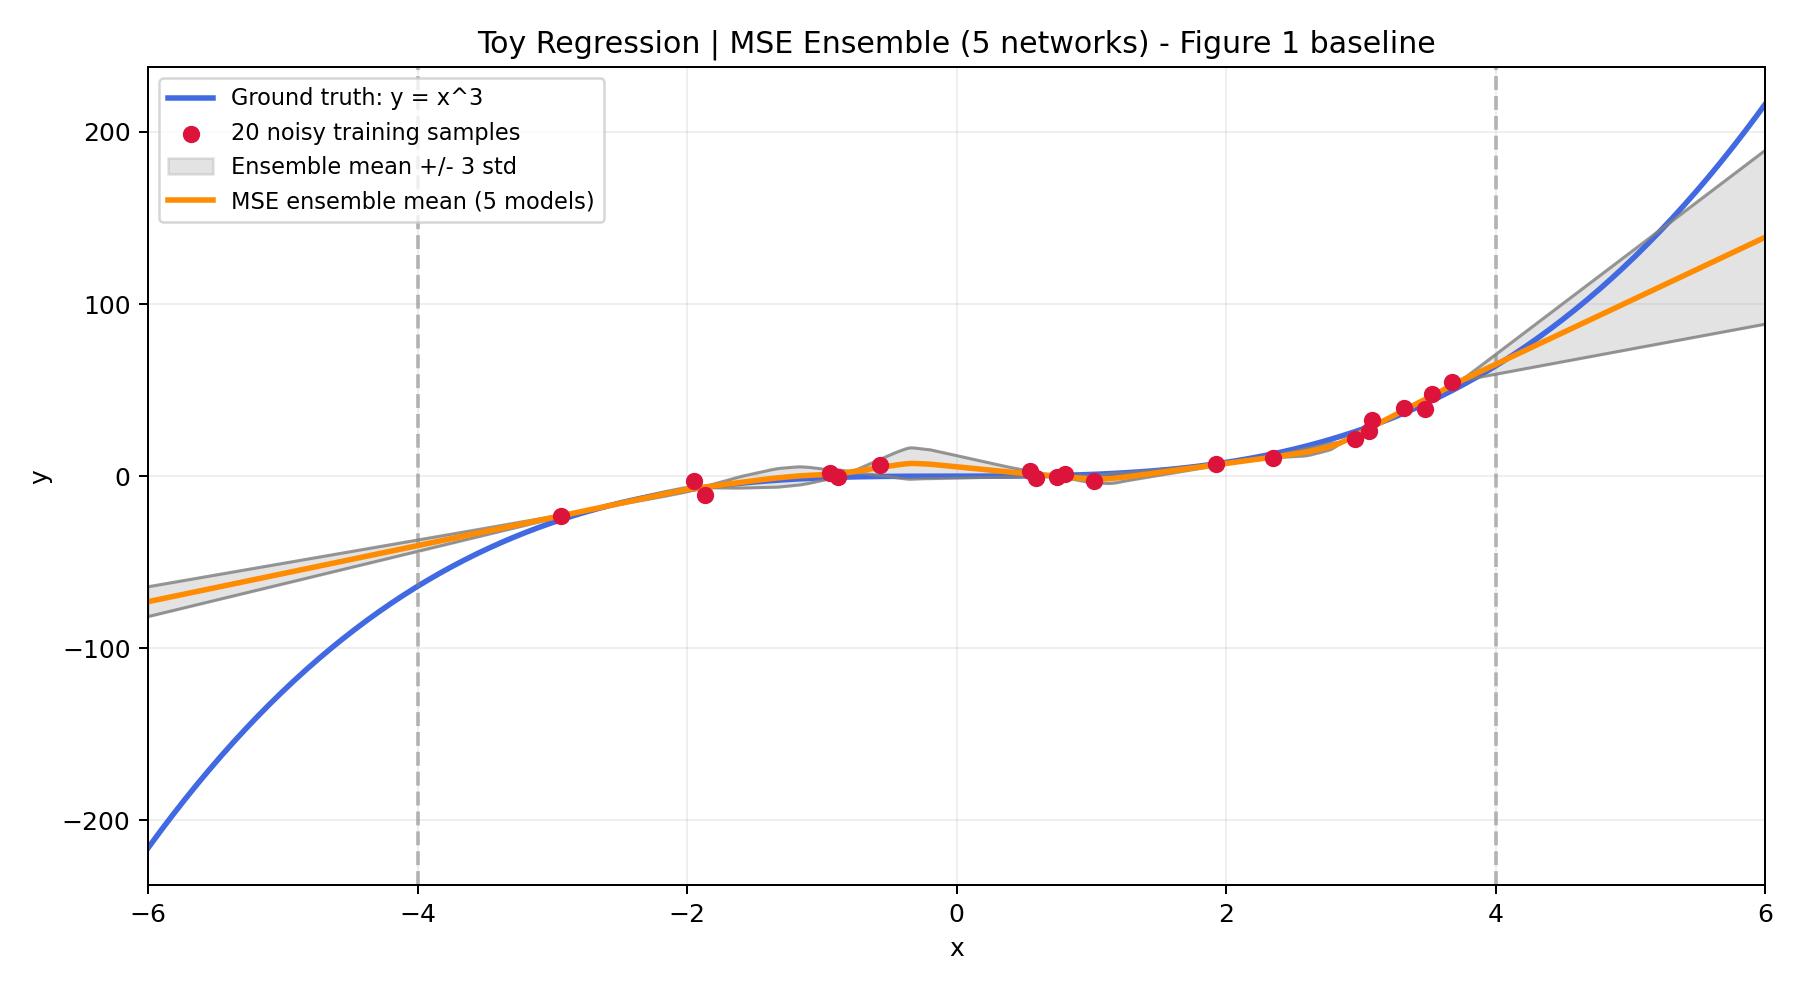 Toy Regression | MSE Ensemble (5 networks) - Figure 1 baseline
Ground truth: y = x^3
20 noisy training samples
Ensemble mean +/- 3 std
MSE ensemble mean (5 models)
200
100
0
−100
−200
y
−6 −4 −2 0 2 4 6
x